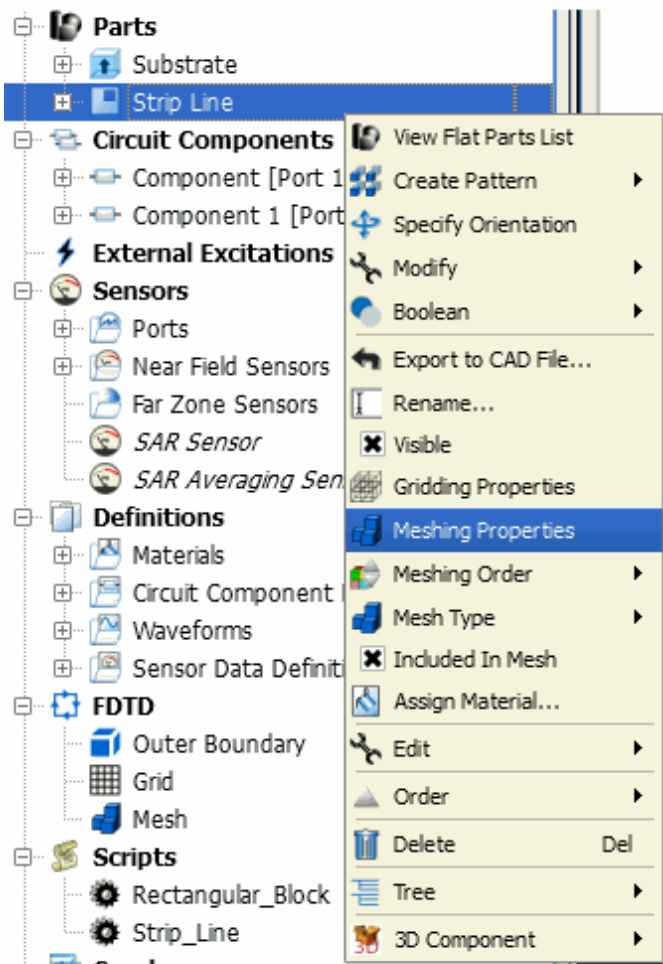 Parts
Substrate
Strip Line
Circuit Components
Component [Port 1
Component 1 [Port
External Excitations
Sensors
Ports
Near Field Sensors
Far Zone Sensors
SAR Sensor
SAR Averaging Sen
Definitions
Materials
Circuit Component
Waveforms
Sensor Data Definiti
FDTD
Outer Boundary
Grid
Mesh
Scripts
Rectangular_Block
Strip_Line
View Flat Parts List
Create Pattern
Specify Orientation
Modify
Boolean
Export to CAD File...
Rename...
Visible
Gridding Properties
Meshing Properties
Meshing Order
Mesh Type
Included In Mesh
Assign Material...
Edit
Order
Delete Del
Tree
3D Component